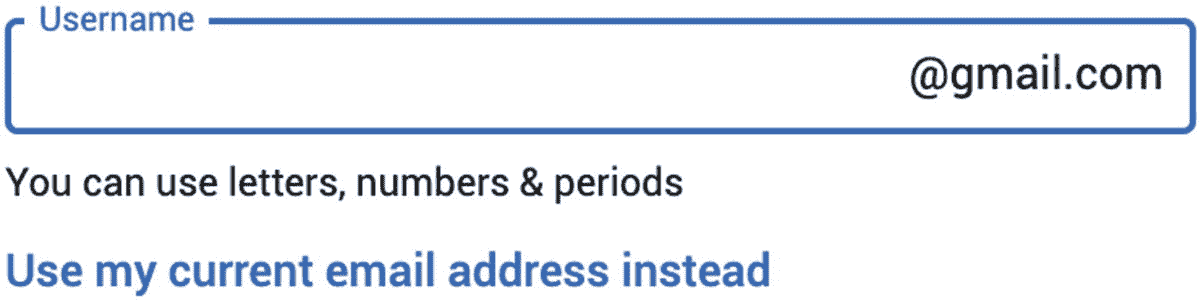 Username
@gmail.com
You can use letters, numbers & periods
Use my current email address instead